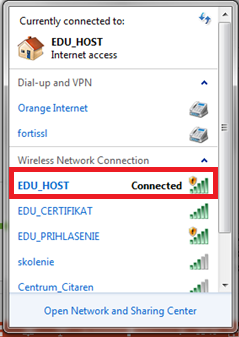 Currently connected to:
EDU_HOST
Internet access
Dial-up and VPN
Orange Internet
fortissl
Wireless Network Connection
EDU_HOST Connected
EDU_CERTIFIKAT
EDU_PRIHLASENIE
skolenie
Centrum_Citaren
Open Network and Sharing Center